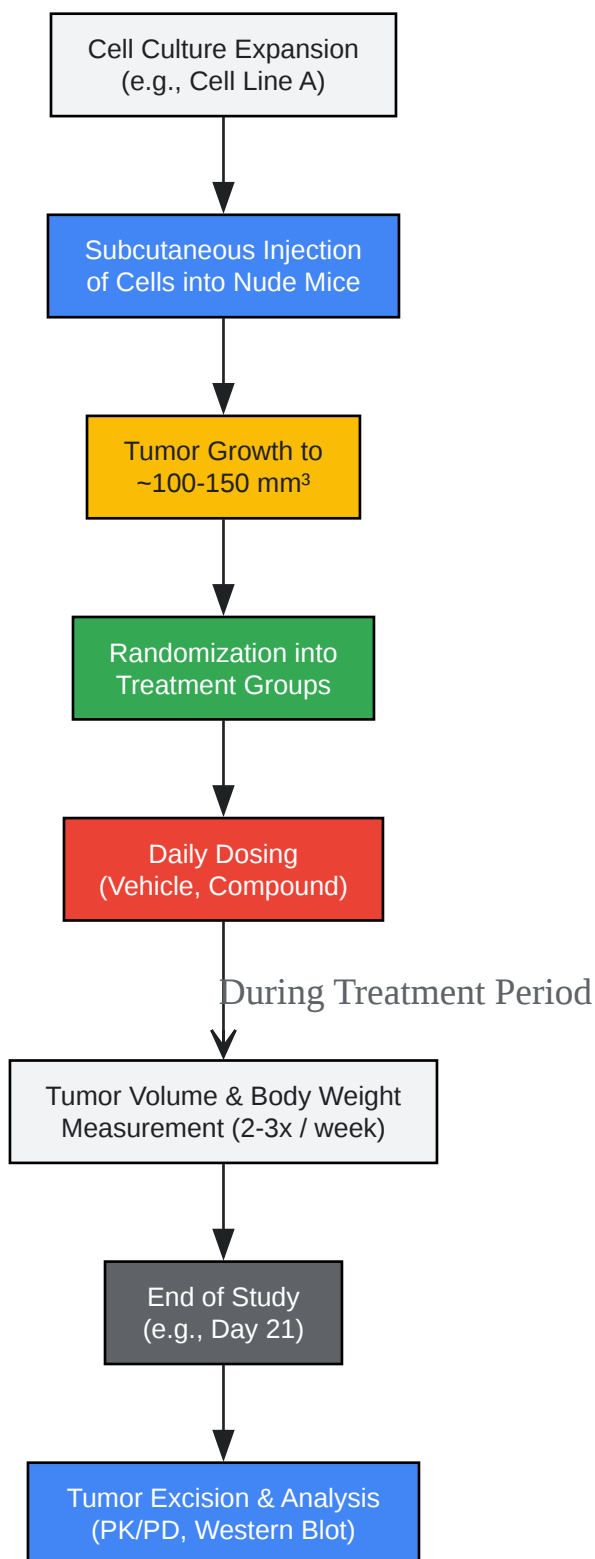 Cell Culture Expansion
(e.g., Cell Line A)
Subcutaneous Injection
of Cells into Nude Mice
Tumor Growth to
~100-150 mm³
Randomization into
Treatment Groups
Daily Dosing
(Vehicle, Compound)
During Treatment Period
Tumor Volume & Body Weight
Measurement (2-3x / week)
End of Study
(e.g., Day 21)
Tumor Excision & Analysis
(PK/PD, Western Blot)